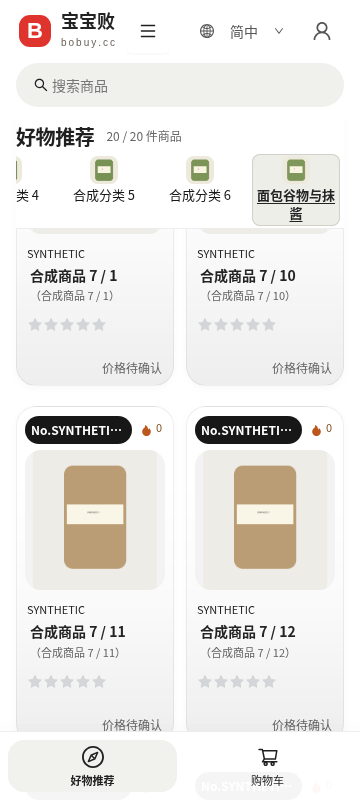 B 宝宝败
bobuy.cc
简中
搜索商品
好物推荐 20 / 20 件商品
类 4 合成分类 5 合成分类 6 面包谷物与抹
酱
SYNTHETIC SYNTHETIC
合成商品 7 / 1 合成商品 7 / 10
（合成商品 7 / 1） （合成商品 7 / 10）
价格待确认 价格待确认
No.SYNTHETI… 0 No.SYNTHETI… 0
SYNTHETIC SYNTHETIC
合成商品 7 / 11 合成商品 7 / 12
（合成商品 7 / 11） （合成商品 7 / 12）
价格待确认 价格待确认
好物推荐 购物车